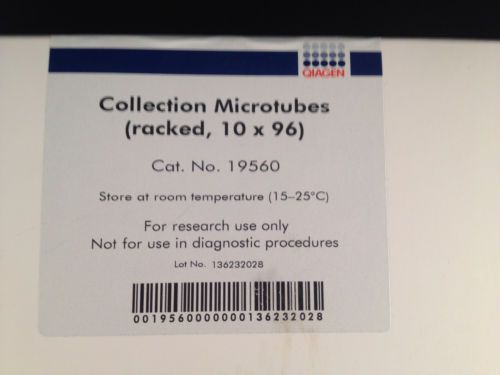 QIAGEN
Collection Microtubes
(racked, 10 x 96)
Cat. No. 19560
Store at room temperature (15–25°C)
For research use only
Not for use in diagnostic procedures
Lot No. 136232028
0019560000000136232028